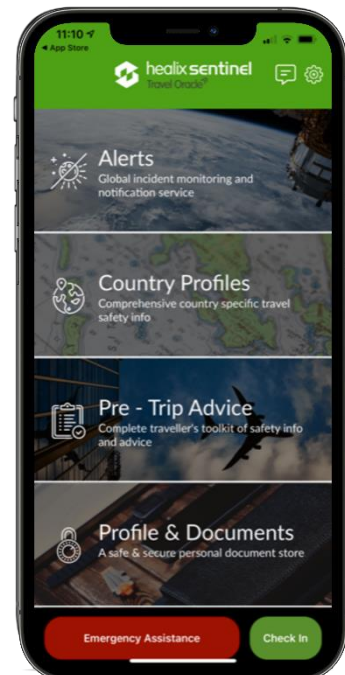 11:10
App Store
healix sentinel
Travel Oracle
Alerts
Global incident monitoring and
notification service
Country Profiles
Comprehensive country specific travel
safety info
Pre - Trip Advice
Complete traveller's toolkit of safety info
and advice
Profile & Documents
A safe & secure personal document store
Emergency Assistance
Check In